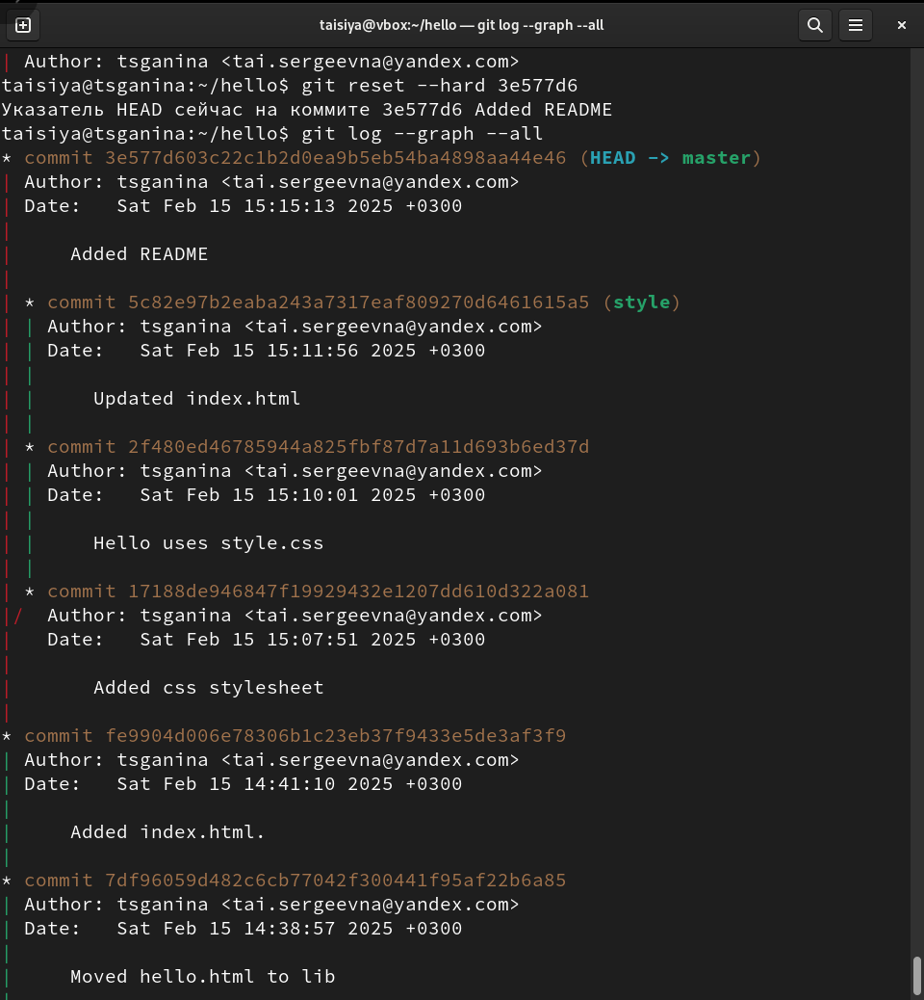 taisiya@vbox:~/hello — git log --graph --all
| Author: tsganina <tai.sergeevna@yandex.com>
taisiya@tsganina:~/hello$ git reset --hard 3e577d6
Указатель HEAD сейчас на коммите 3e577d6 Added README
taisiya@tsganina:~/hello$ git log --graph --all
* commit 3e577d603c22c1b2d0ea9b5eb54ba4898aa44e46 (HEAD -> master)
| Author: tsganina <tai.sergeevna@yandex.com>
| Date:   Sat Feb 15 15:15:13 2025 +0300
|
|     Added README
|
| * commit 5c82e97b2eaba243a7317eaf809270d6461615a5 (style)
| | Author: tsganina <tai.sergeevna@yandex.com>
| | Date:   Sat Feb 15 15:11:56 2025 +0300
| |
| |     Updated index.html
| |
| * commit 2f480ed46785944a825fbf87d7a11d693b6ed37d
| | Author: tsganina <tai.sergeevna@yandex.com>
| | Date:   Sat Feb 15 15:10:01 2025 +0300
| |
| |     Hello uses style.css
| |
| * commit 17188de946847f19929432e1207dd610d322a081
|/  Author: tsganina <tai.sergeevna@yandex.com>
|   Date:   Sat Feb 15 15:07:51 2025 +0300
|
|       Added css stylesheet
|
* commit fe9904d006e78306b1c23eb37f9433e5de3af3f9
| Author: tsganina <tai.sergeevna@yandex.com>
| Date:   Sat Feb 15 14:41:10 2025 +0300
|
|     Added index.html.
|
* commit 7df96059d482c6cb77042f300441f95af22b6a85
| Author: tsganina <tai.sergeevna@yandex.com>
| Date:   Sat Feb 15 14:38:57 2025 +0300
|
|     Moved hello.html to lib
|